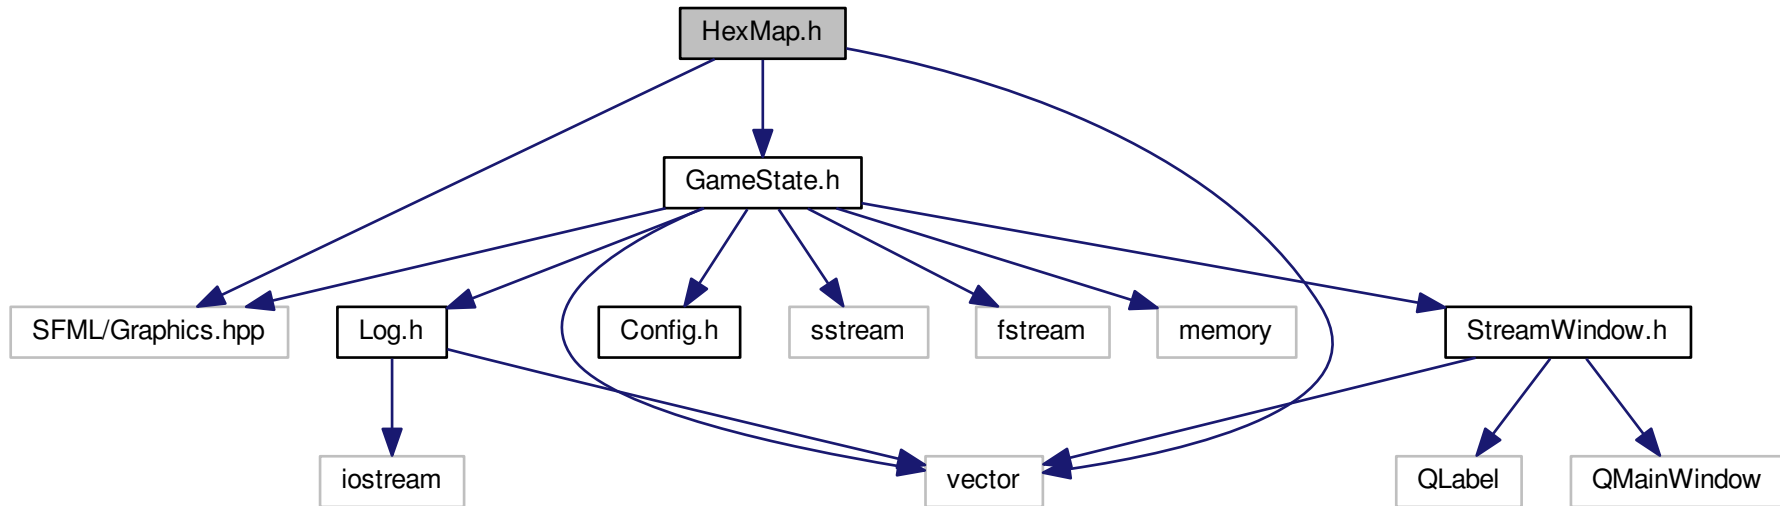 HexMap.h
GameState.h
SFML/Graphics.hpp
Log.h
Config.h
sstream
fstream
memory
StreamWindow.h
iostream
vector
QLabel
QMainWindow